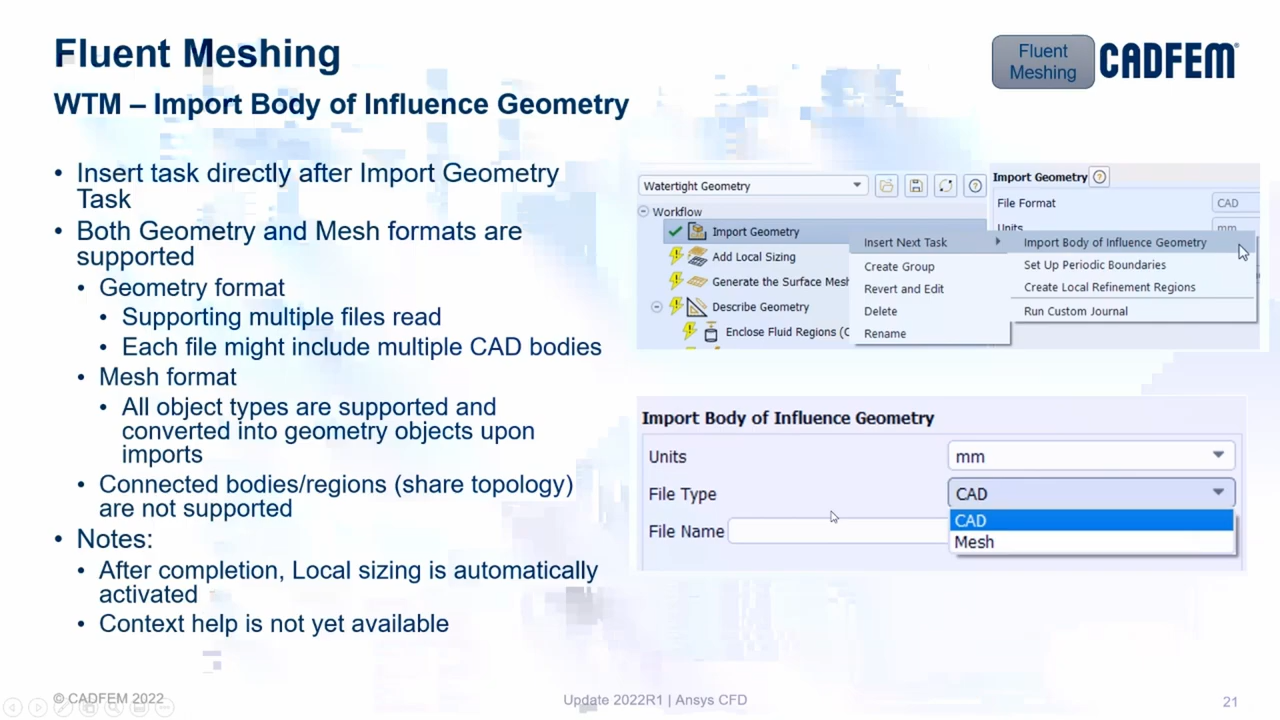 Fluent Meshing
Fluent
Meshing
CADFEM
WTM – Import Body of Influence Geometry
• Insert task directly after Import Geometry
Task
• Both Geometry and Mesh formats are
supported
• Geometry format
• Supporting multiple files read
• Each file might include multiple CAD bodies
• Mesh format
• All object types are supported and
converted into geometry objects upon
imports
• Connected bodies/regions (share topology)
are not supported
• Notes:
• After completion, Local sizing is automatically
activated
• Context help is not yet available
Watertight Geometry
Workflow
Import Geometry
Add Local Sizing
Generate the Surface Mesh
Describe Geometry
Enclose Fluid Regions (C
Insert Next Task
Create Group
Revert and Edit
Delete
Rename
Import Geometry
File Format
CAD
Units
mm
Import Body of Influence Geometry
Set Up Periodic Boundaries
Create Local Refinement Regions
Run Custom Journal
Import Body of Influence Geometry
Units
mm
File Type
CAD
CAD
Mesh
File Name
© CADFEM 2022
Update 2022R1 | Ansys CFD
21